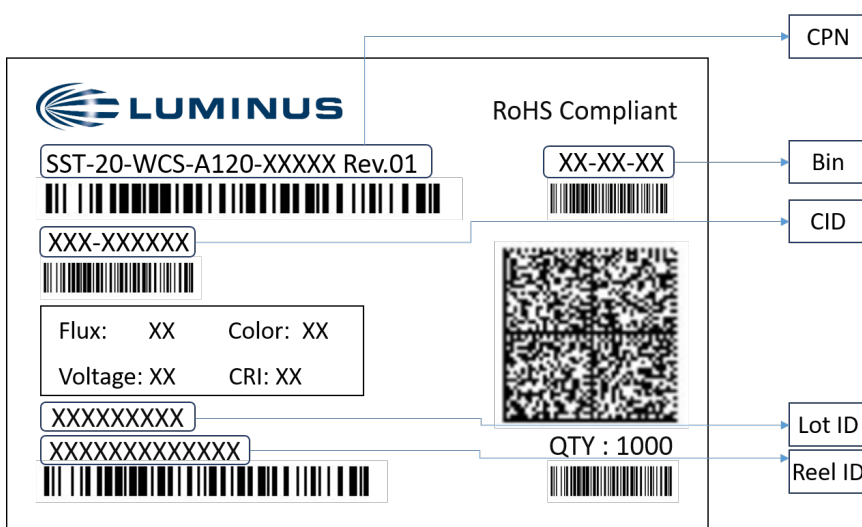 CPN
LUMINUS
RoHS Compliant
SST-20-WCS-A120-XXXXX Rev.01
XX-XX-XX
Bin
XXX-XXXXXX
CID
Flux: XX Color: XX
Voltage: XX CRI: XX
XXXXXXXXX
Lot ID
XXXXXXXXXXXXX
QTY : 1000
Reel ID